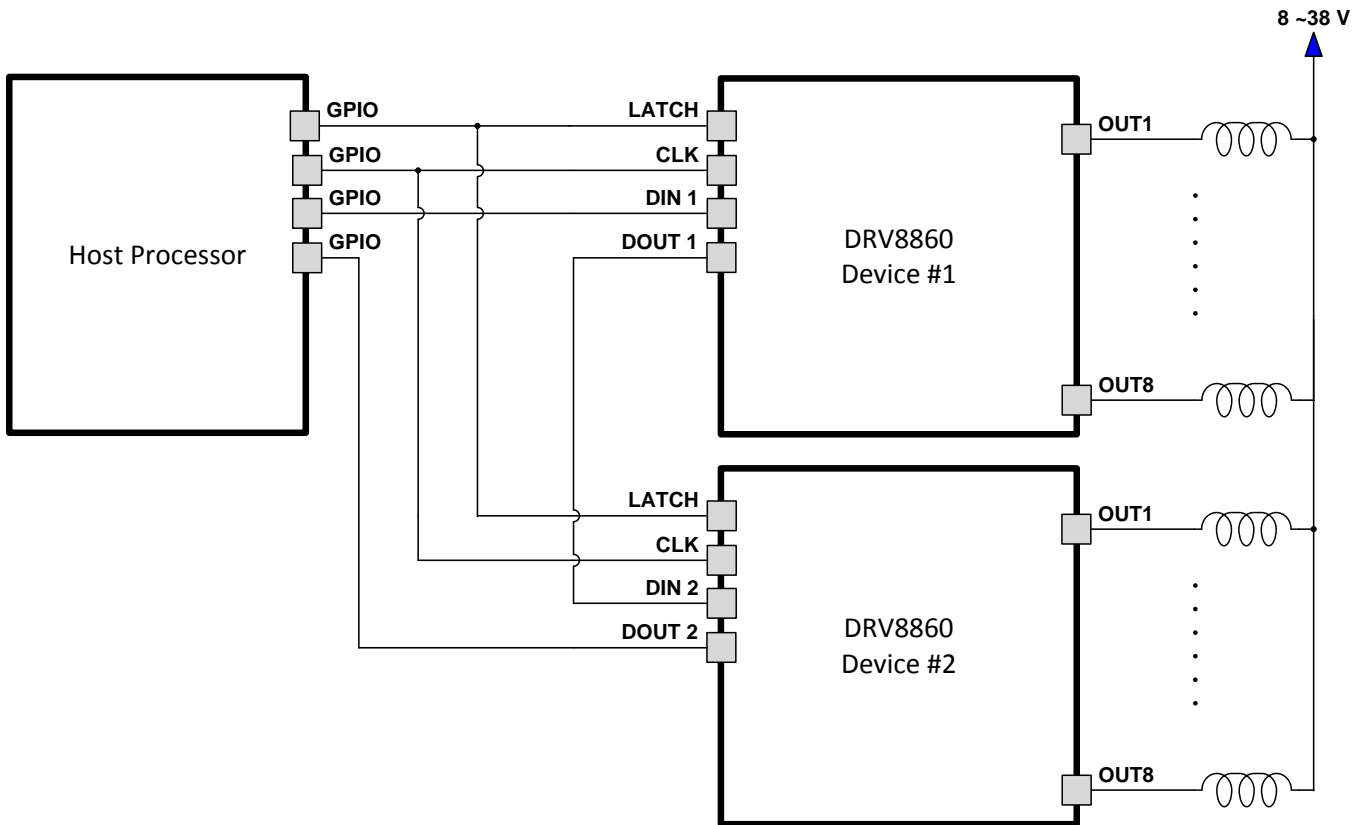 8 ~38 V
Host Processor
GPIO
GPIO
GPIO
GPIO
LATCH
CLK
DIN 1
DOUT 1
DRV8860
Device #1
OUT1
OUT8
LATCH
CLK
DIN 2
DOUT 2
DRV8860
Device #2
OUT1
OUT8